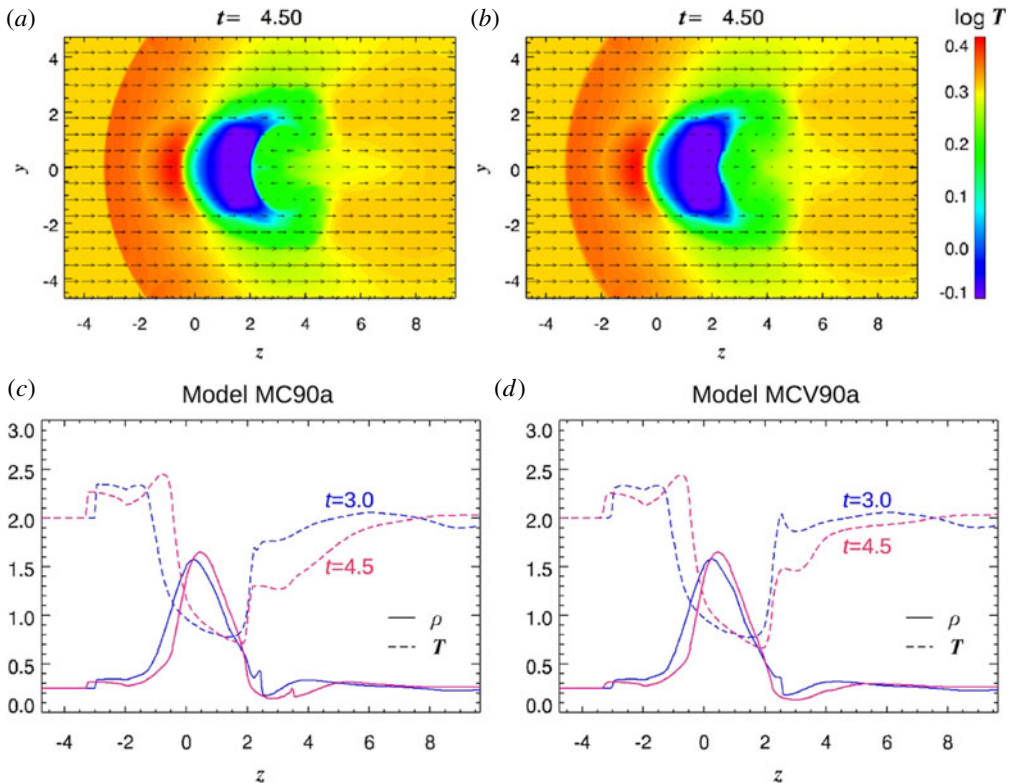 (a) t= 4.50 (b) t= 4.50 log T
4 4 0.4
2 2 0.3
y 0 y 0 0.2
-2 -2 0.1
-4 -4 0.0
-0.1
-4 -2 0 2 4 6 8 -4 -2 0 2 4 6 8
z z
(c) Model MC90a (d) Model MCV90a
3.0 3.0
2.5 2.5
t=3.0 t=3.0
2.0 2.0
t=4.5 t=4.5
1.5 1.5
1.0 ρ 1.0 ρ
T T
0.5 0.5
0.0 0.0
-4 -2 0 2 4 6 8 -4 -2 0 2 4 6 8
z z